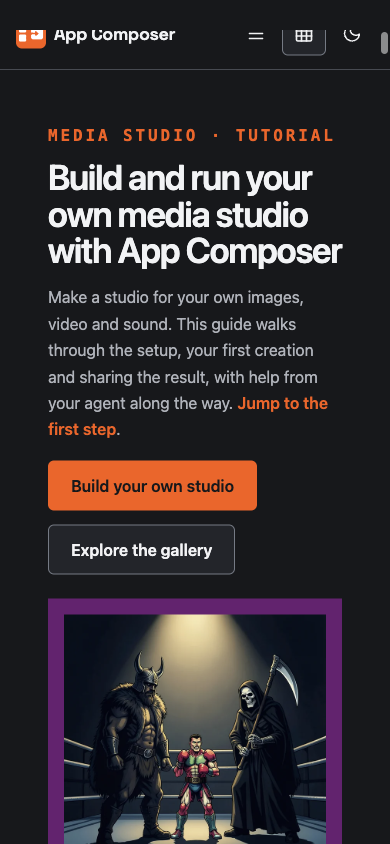 App Composer
MEDIA STUDIO · TUTORIAL
Build and run your
own media studio
with App Composer
Make a studio for your own images,
video and sound. This guide walks
through the setup, your first creation
and sharing the result, with help from
your agent along the way. Jump to the
first step.
Build your own studio
Explore the gallery